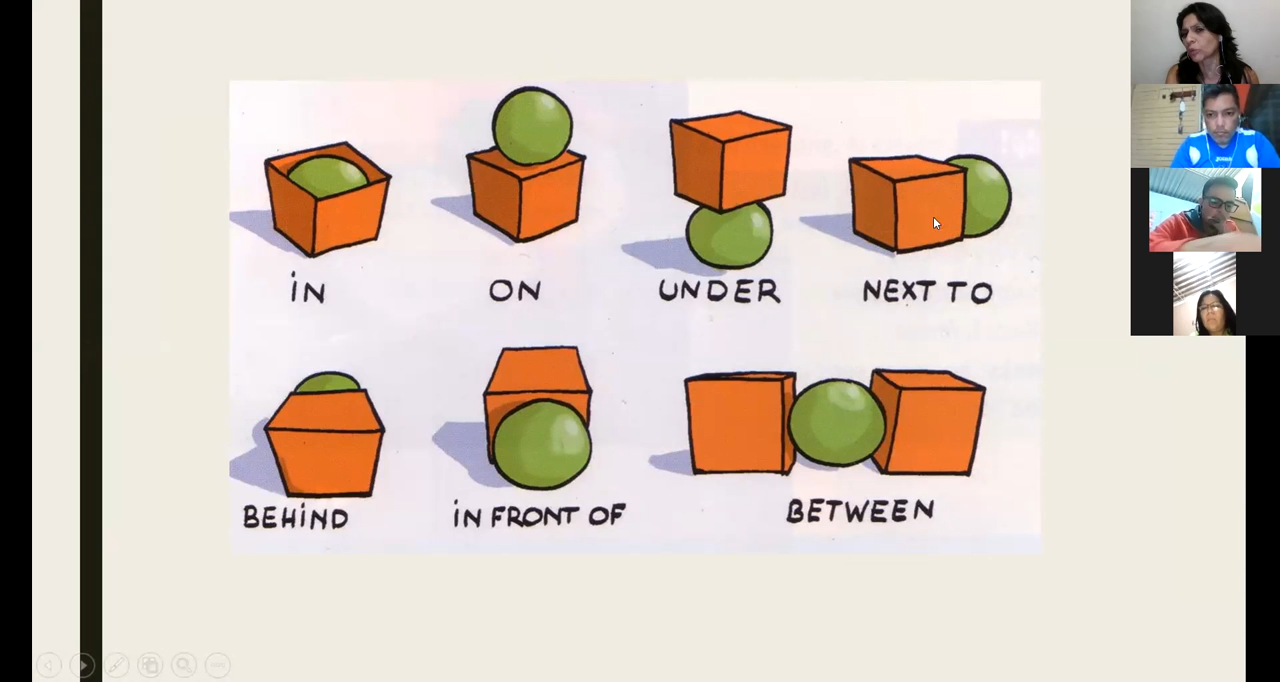 iN
ON
UNDER
NEXT TO
BEHiND
iN FRONT OF
BETWEEN